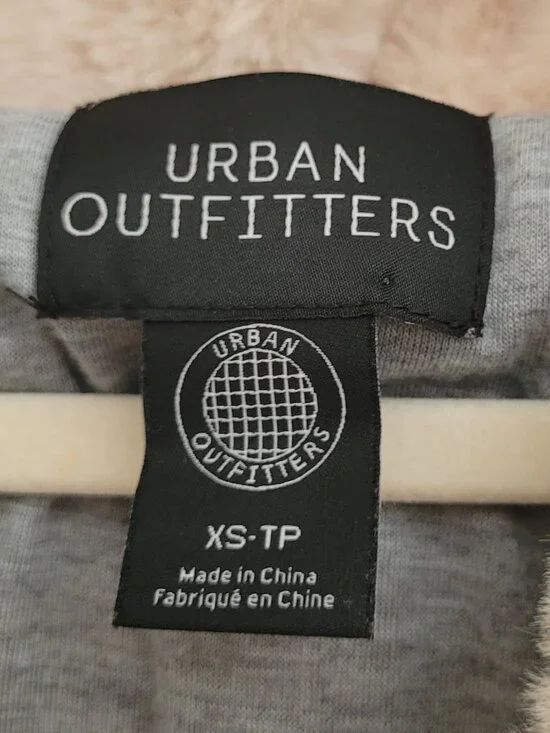 URBAN
OUTFITTERS
URBAN
OUTFITTERS
XS-TP
Made in China
Fabriqué en Chine